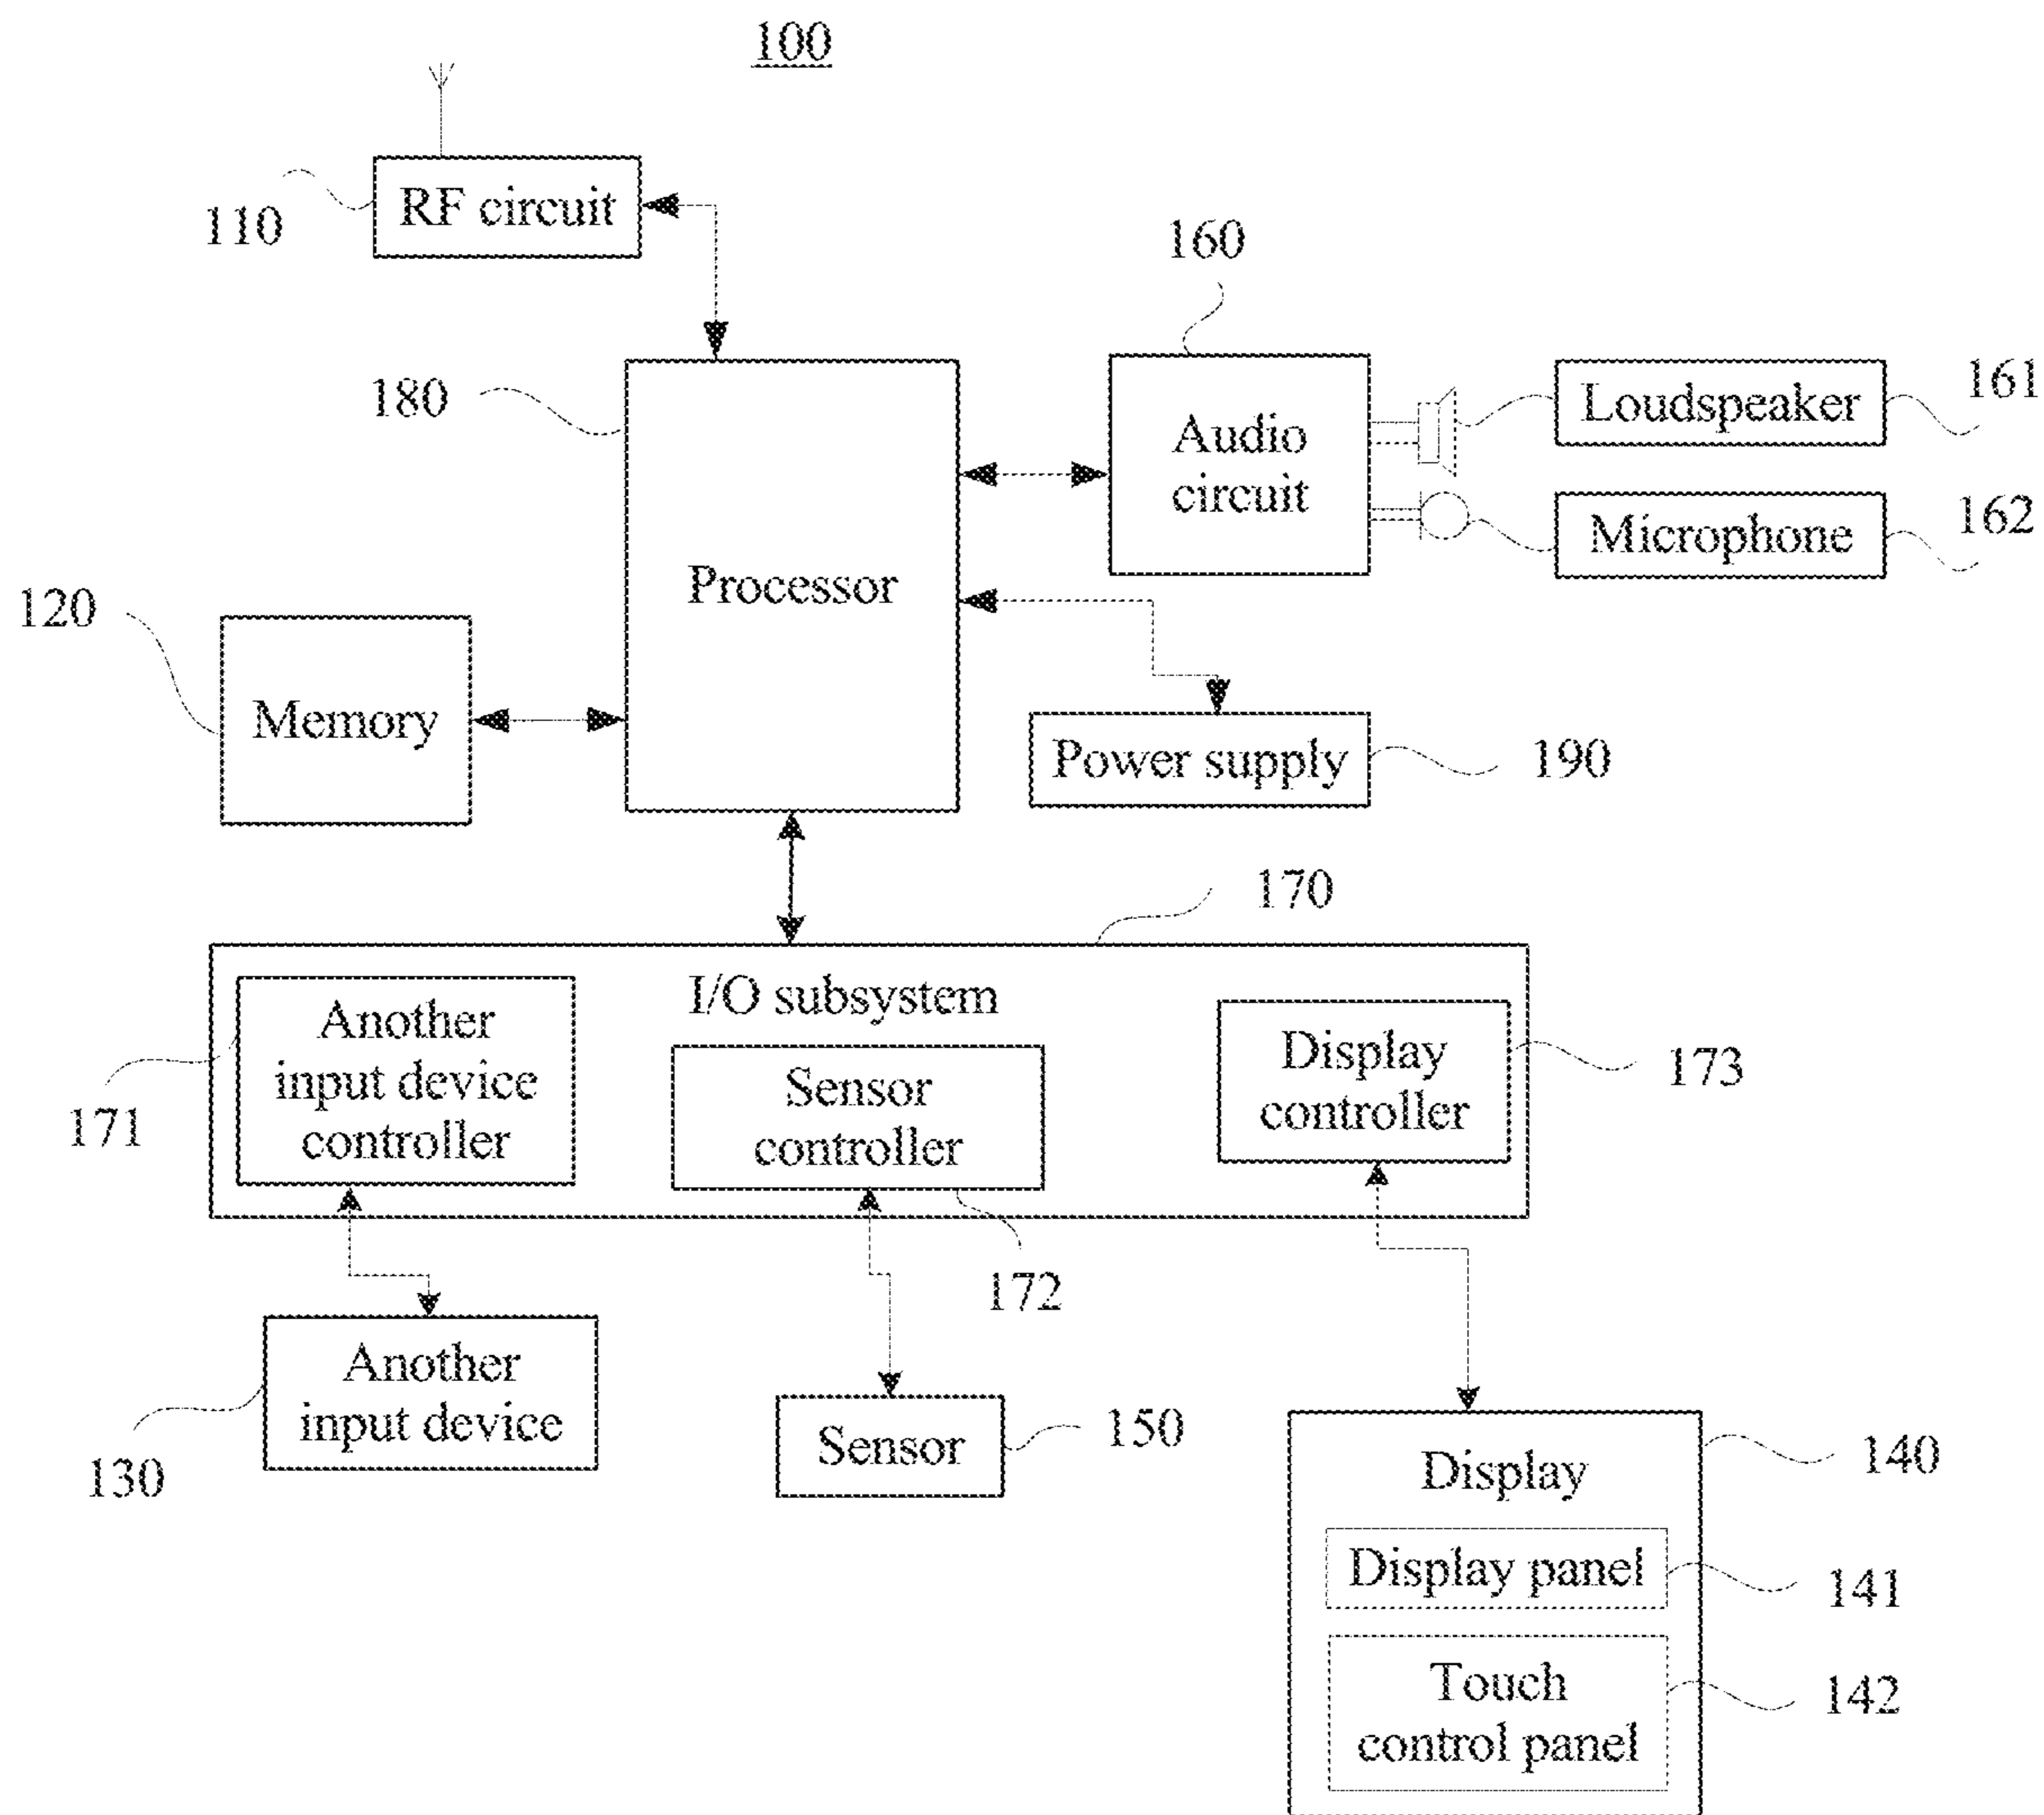 100
110
RF circuit
160
180
Processor
Audio
circuit
Loudspeaker
161
Microphone
162
120
Memory
Power supply
190
170
I/O subsystem
Another
input device
controller
171
Sensor
controller
172
Display
controller
173
Another
input device
130
Sensor
150
Display
140
Display panel
141
Touch
control panel
142